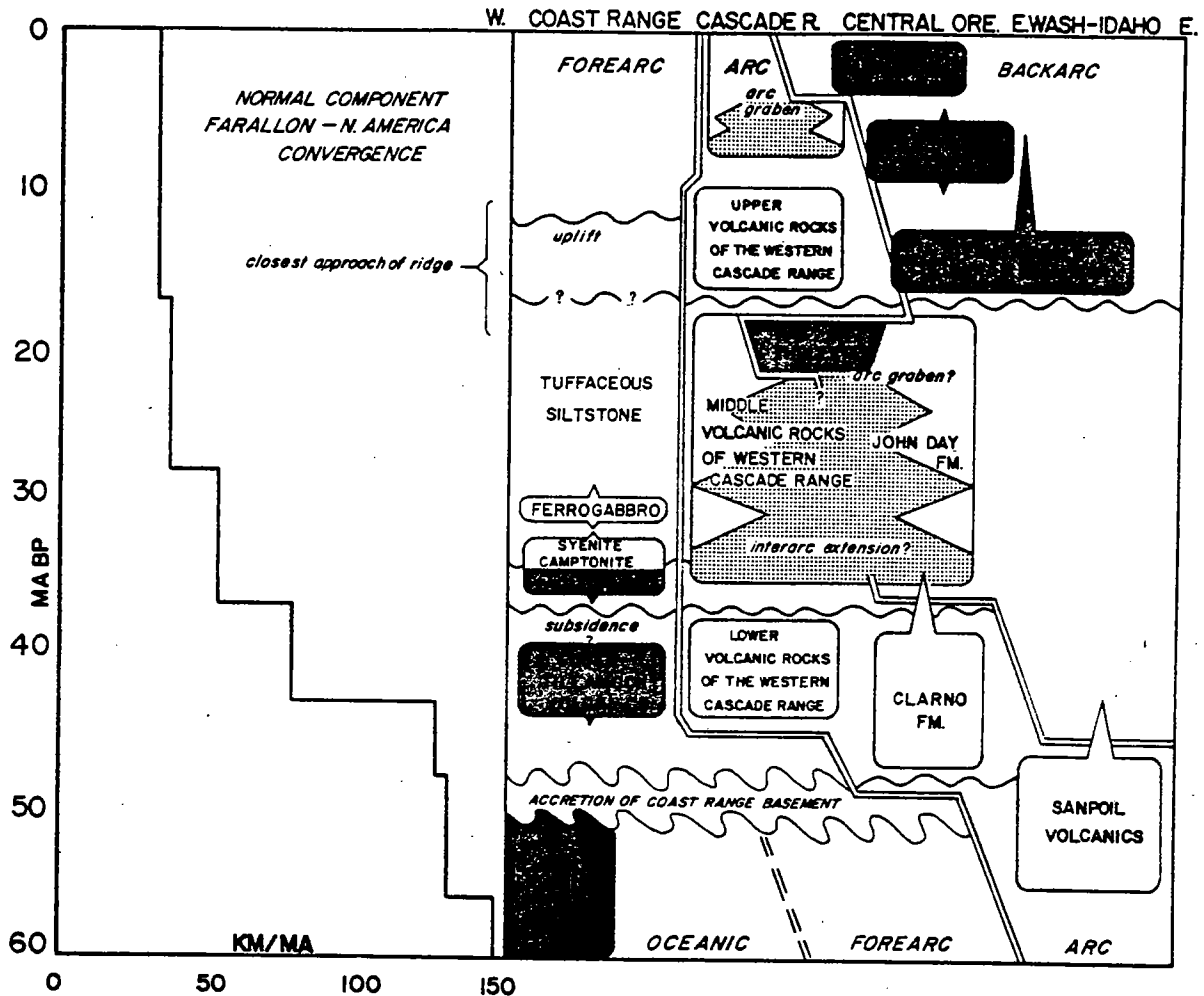 W. COAST RANGE CASCADE R. CENTRAL ORE. E.WASH-IDAHO E.
0
10
20
30
40
50
60
MA BP
NORMAL COMPONENT
FARALLON – N. AMERICA
CONVERGENCE
closest approach of ridge
KM/MA
0 50 100 150
FOREARC
ARC
BACKARC
arc
graben
uplift
UPPER
VOLCANIC ROCKS
OF THE WESTERN
CASCADE RANGE
? ?
TUFFACEOUS
SILTSTONE
arc graben?
?
MIDDLE
VOLCANIC ROCKS
OF WESTERN
CASCADE RANGE
JOHN DAY
FM.
FERROGABBRO
SYENITE
CAMPTONITE
interarc extension?
subsidence
?
LOWER
VOLCANIC ROCKS
OF THE WESTERN
CASCADE RANGE
CLARNO
FM.
ACCRETION OF COAST RANGE BASEMENT
SANPOIL
VOLCANICS
OCEANIC
FOREARC
ARC